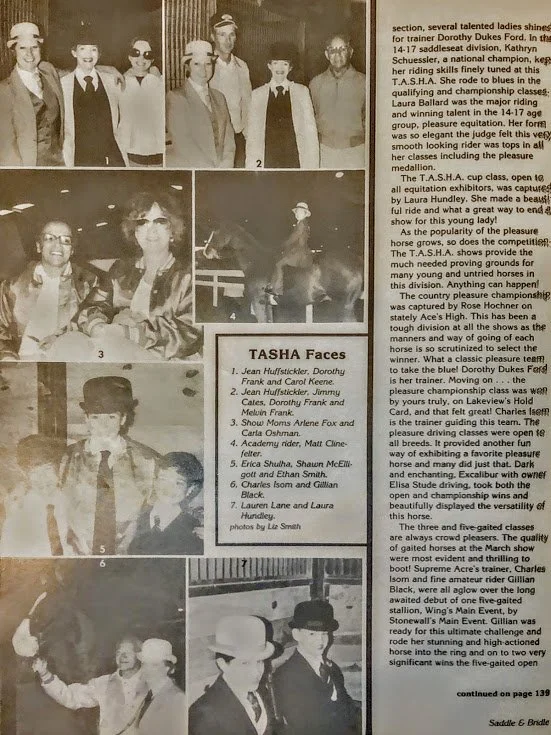 1
2
3
4
5
6
7
TASHA Faces
1. Jean Huffstickler, Dorothy
Frank and Carol Keene.
2. Jean Huffstickler, Jimmy
Cates, Dorothy Frank and
Melvin Frank.
3. Show Moms Arlene Fox and
Carla Oshman.
4. Academy rider, Matt Cline-
felter.
5. Erica Shulha, Shawn McElli-
gott and Ethan Smith.
6. Charles Isom and Gillian
Black.
7. Lauren Lane and Laura
Hundley.
photos by Liz Smith
section, several talented ladies shines
for trainer Dorothy Dukes Ford. In the
14-17 saddleseat division, Kathryn
Schuessler, a national champion, kep
her riding skills finely tuned at this
T.A.S.H.A. She rode to blues in the
qualifying and championship classes.
Laura Ballard was the major riding
and winning talent in the 14-17 age
group, pleasure equitation. Her form
was so elegant the judge felt this very
smooth looking rider was tops in all
her classes including the pleasure
medallion.
The T.A.S.H.A. cup class, open to
all equitation exhibitors, was captured
by Laura Hundley. She made a beauti
ful ride and what a great way to end a
show for this young lady!
As the popularity of the pleasure
horse grows, so does the competition.
The T.A.S.H.A. shows provide the
much needed proving grounds for
many young and untried horses in
this division. Anything can happen!
The country pleasure championship
was captured by Rose Hochner on
stately Ace's High. This has been a
tough division at all the shows as the
manners and way of going of each
horse is so scrutinized to select the
winner. What a classic pleasure team
to take the blue! Dorothy Dukes Ford
is her trainer. Moving on . . . the
pleasure championship class was won
by yours truly, on Lakeview's Hold
Card, and that felt great! Charles Isom
is the trainer guiding this team. The
pleasure driving classes were open to
all breeds. It provided another fun
way of exhibiting a favorite pleasure
horse and many did just that. Dark
and enchanting, Excalibur with owner
Elisa Stude driving, took both the
open and championship wins and
beautifully displayed the versatility of
this horse.
The three and five-gaited classes
are always crowd pleasers. The quality
of gaited horses at the March show
were most evident and thrilling to
boot! Supreme Acre's trainer, Charles
Isom and fine amateur rider Gillian
Black, were all aglow over the long
awaited debut of one five-gaited
stallion, Wing's Main Event, by
Stonewall's Main Event. Gillian was
ready for this ultimate challenge and
rode her stunning and high-actioned
horse into the ring and on to two very
significant wins the five-gaited open
continued on page 139
Saddle & Bridle